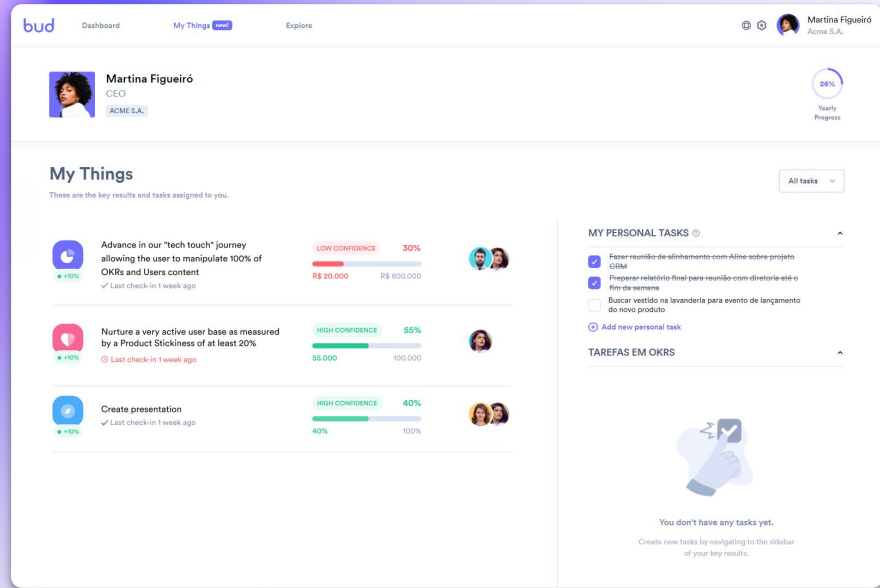 bud
Dashboard
My Things new!
Explore
Martina Figueiró
Acme S.A.
Martina Figueiró
CEO
ACME S.A.
26%
Yearly
Progress
My Things
These are the key results and tasks assigned to you.
All tasks
+10%
Advance in our "tech touch" journey
allowing the user to manipulate 100% of
OKRs and Users content
Last check-in 1 week ago
LOW CONFIDENCE 30%
R$ 20.000 R$ 800.000
+10%
Nurture a very active user base as measured
by a Product Stickiness of at least 20%
Last check-in 1 week ago
HIGH CONFIDENCE 55%
55.000 100.000
+10%
Create presentation
Last check-in 1 week ago
HIGH CONFIDENCE 40%
40% 100%
MY PERSONAL TASKS
Fazer reunião de alinhamento com Aline sobre projeto
CRM
Preparar relatório final para reunião com diretoria até o
fim da semana
Buscar vestido na lavanderia para evento de lançamento
do novo produto
Add new personal task
TAREFAS EM OKRS
You don't have any tasks yet.
Create new tasks by navigating to the sidebar
of your key results.